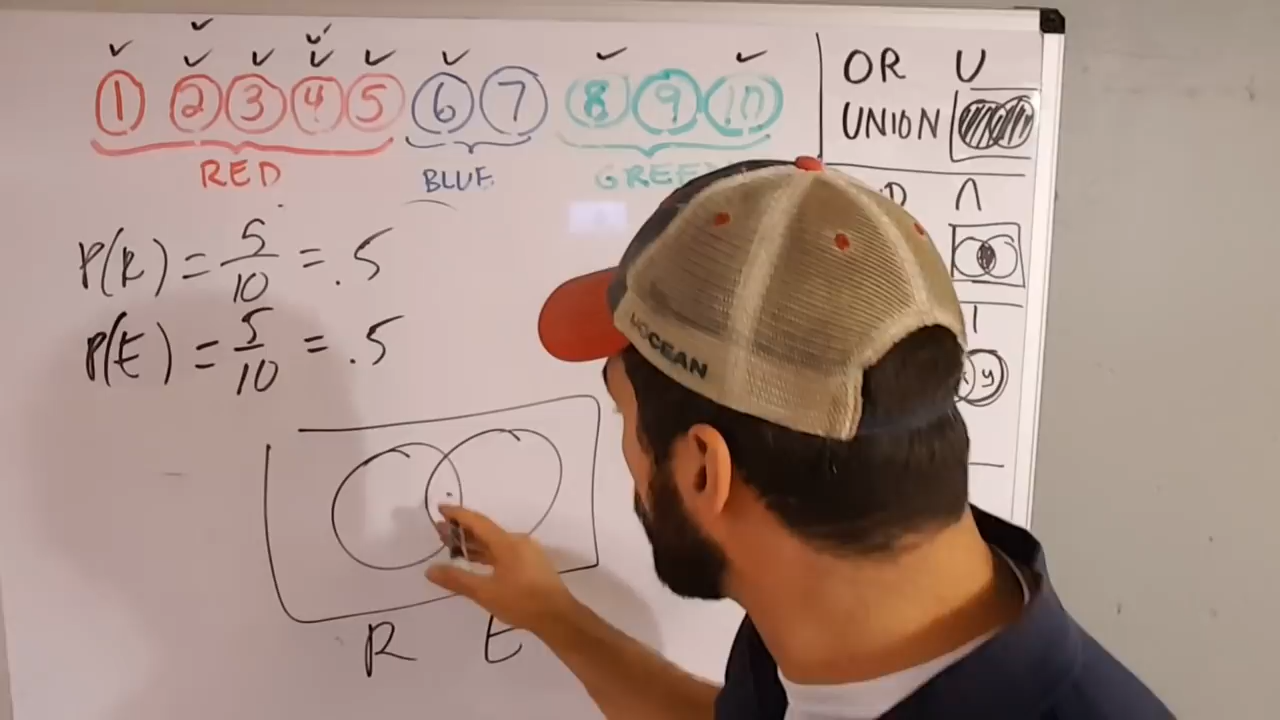 1 2 3 4 5 6 7 8 9 10
RED BLUE GREE
P(R) = 5/10 = .5
P(E) = 5/10 = .5
R E
OR U
UNION
D ∩
|
y
OCEAN